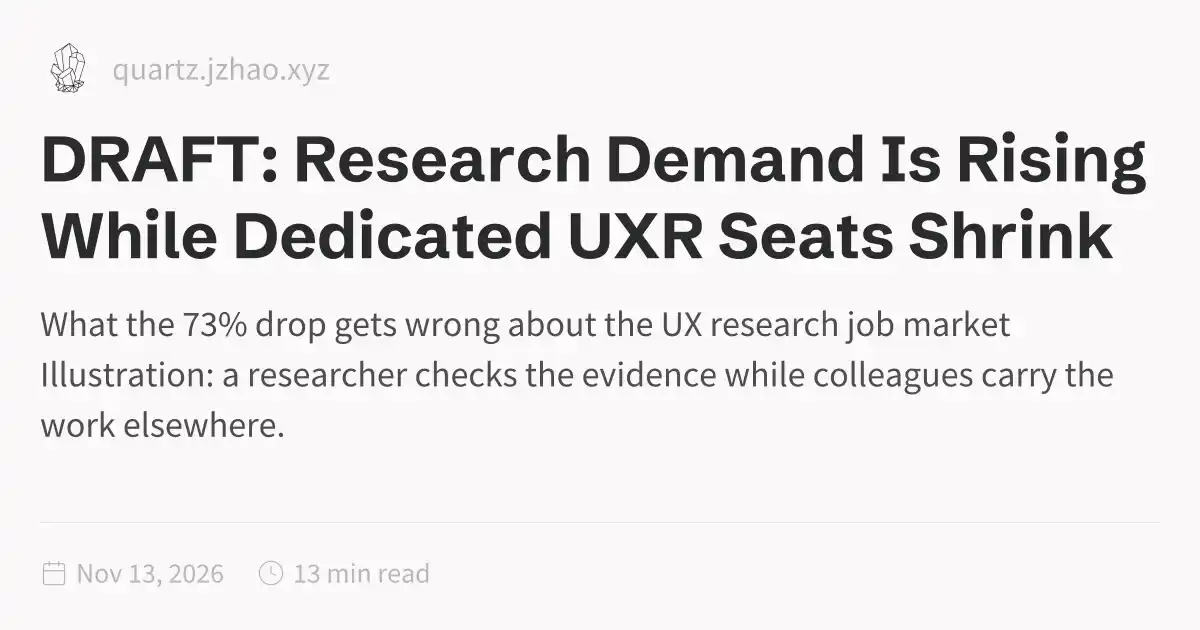 quartz.jzhao.xyz
DRAFT: Research Demand Is Rising
While Dedicated UXR Seats Shrink
What the 73% drop gets wrong about the UX research job market
Illustration: a researcher checks the evidence while colleagues carry the
work elsewhere.
Nov 13, 2026 13 min read